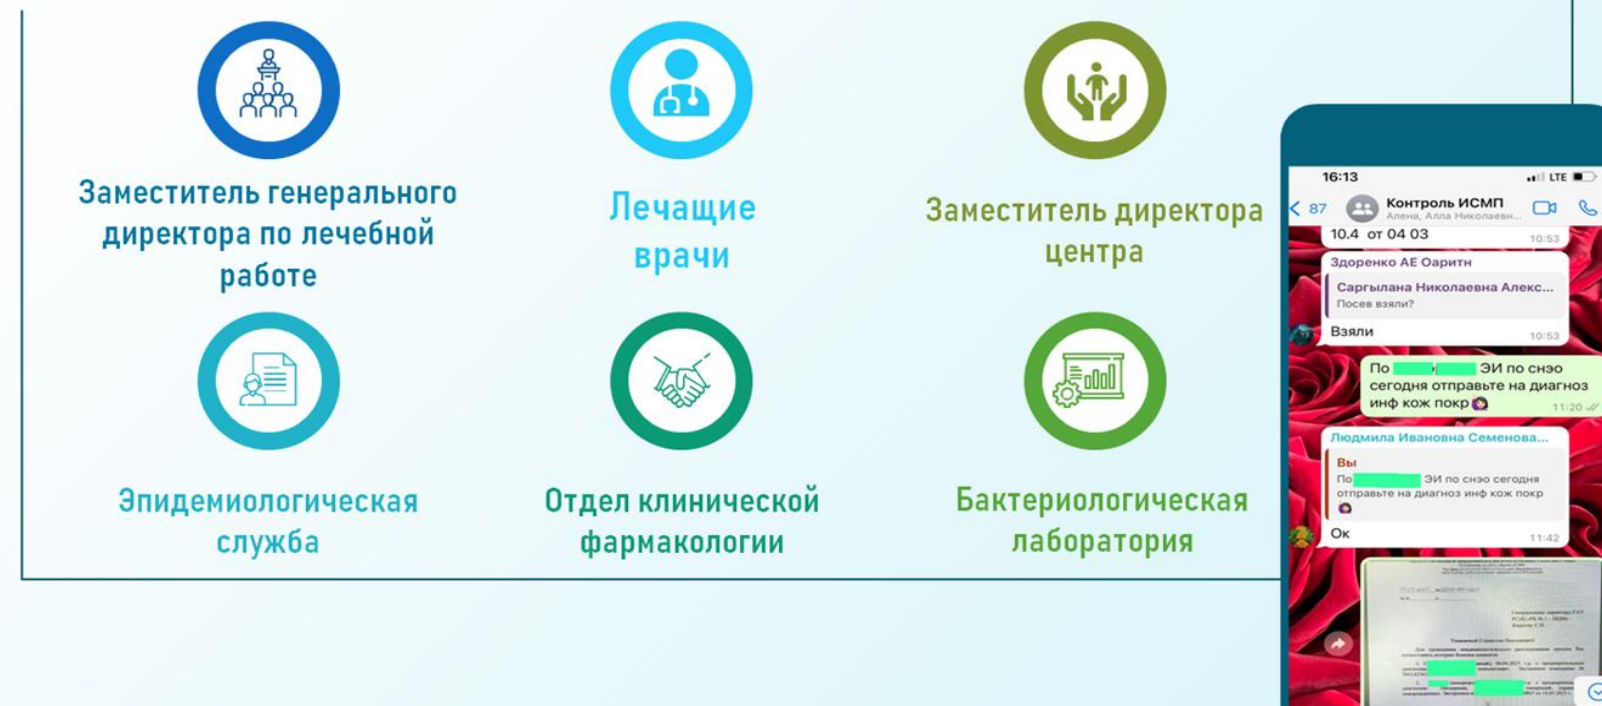 Заместитель генерального
директора по лечебной
работе
Лечащие
врачи
Заместитель директора
центра
Эпидемиологическая
служба
Отдел клинической
фармакологии
Бактериологическая
лаборатория
16:13
LTE
87
Контроль ИСМП
Алена, Алла Николаевн...
10.4 от 04 03
10:53
Здоренко АЕ Оаритн
Саргылана Николаевна Алекс...
Посев взяли?
Взяли
10:53
По ЭИ по снэо
сегодня отправьте на диагноз
инф кож покр
11:20
Людмила Ивановна Семенова...
Вы
По ЭИ по снэо сегодня
отправьте на диагноз инф кож покр
Ок
11:42